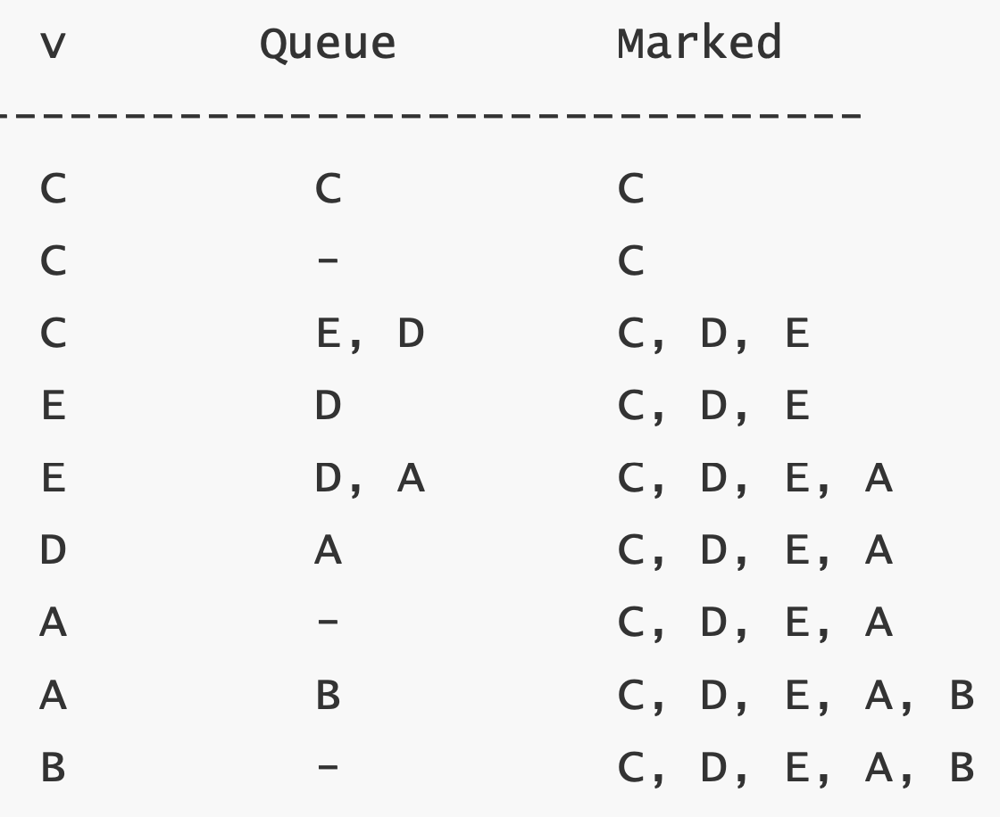 v Queue Marked
-------------------------------
C C C
C - C
C E, D C, D, E
E D C, D, E
E D, A C, D, E, A
D A C, D, E, A
A - C, D, E, A
A B C, D, E, A, B
B - C, D, E, A, B